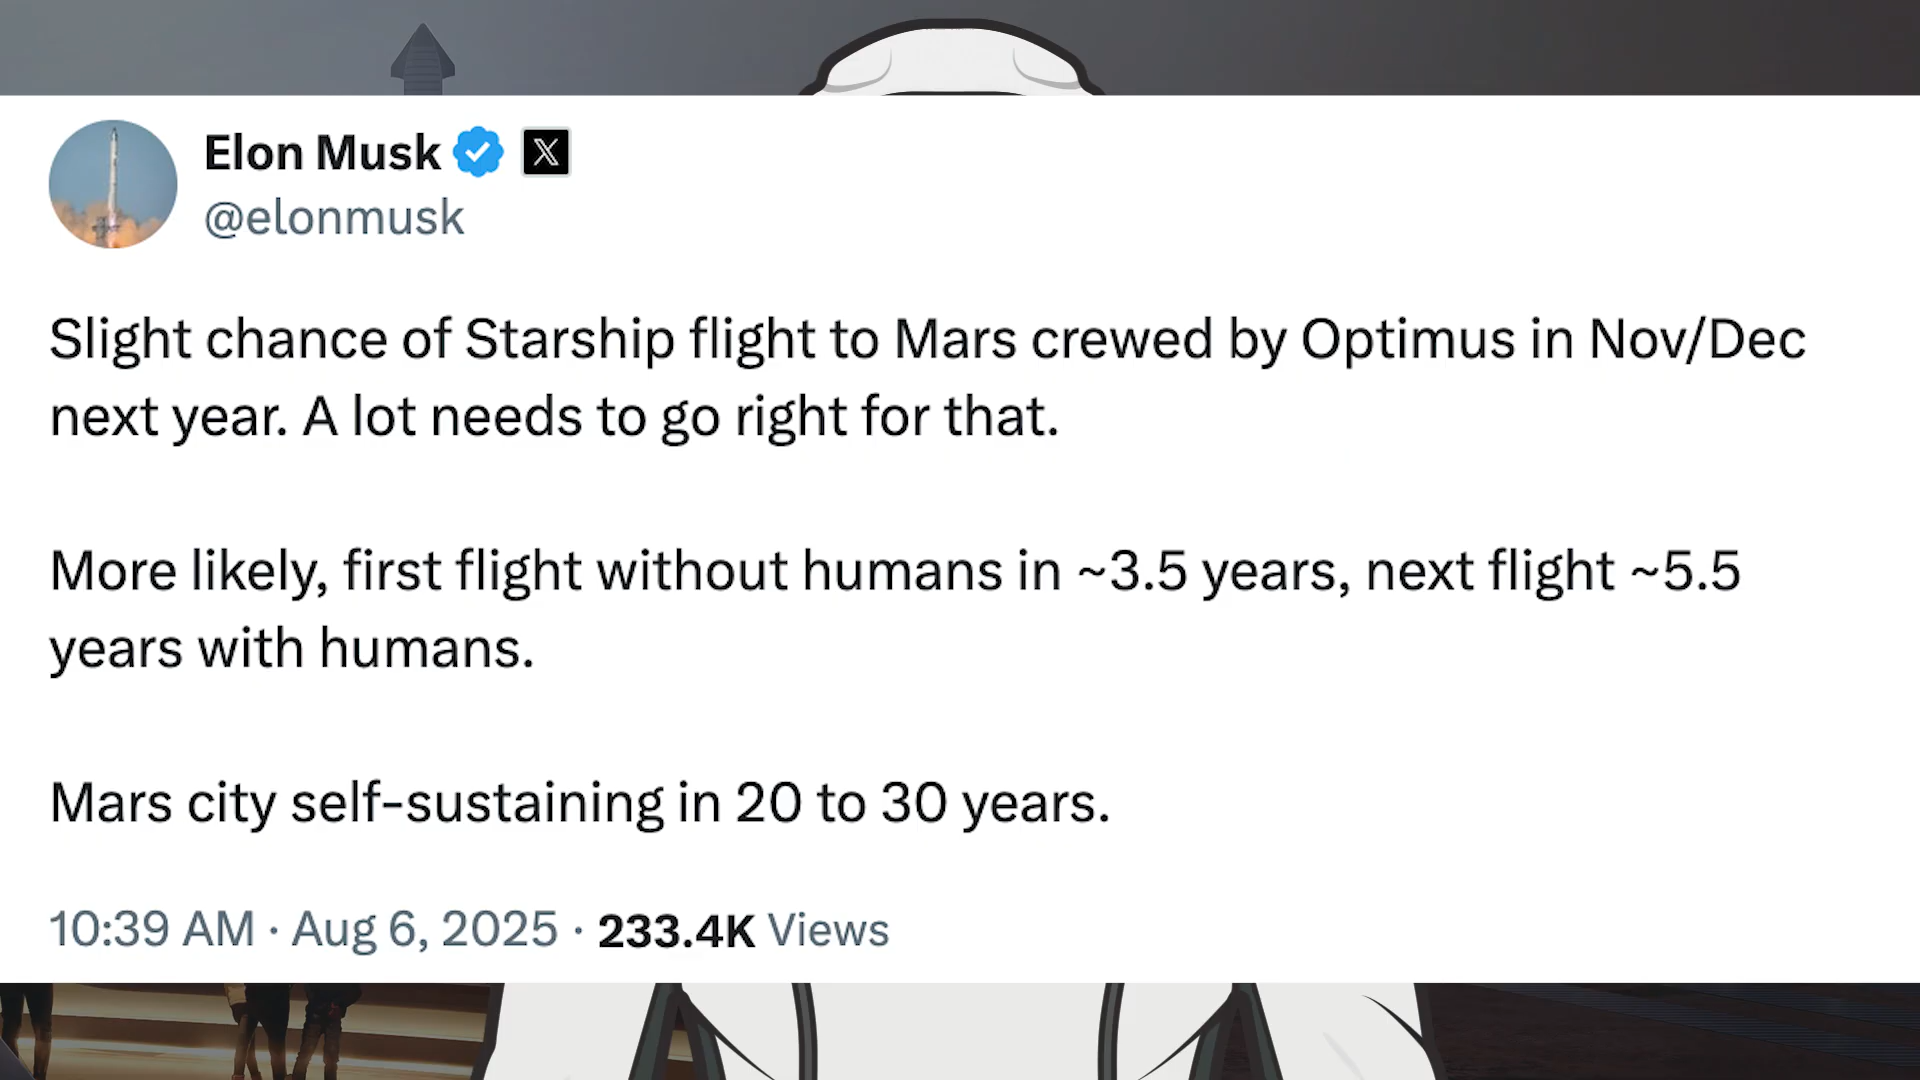 Elon Musk
@elonmusk
Slight chance of Starship flight to Mars crewed by Optimus in Nov/Dec
next year. A lot needs to go right for that.
More likely, first flight without humans in ~3.5 years, next flight ~5.5
years with humans.
Mars city self-sustaining in 20 to 30 years.
10:39 AM · Aug 6, 2025 · 233.4K Views